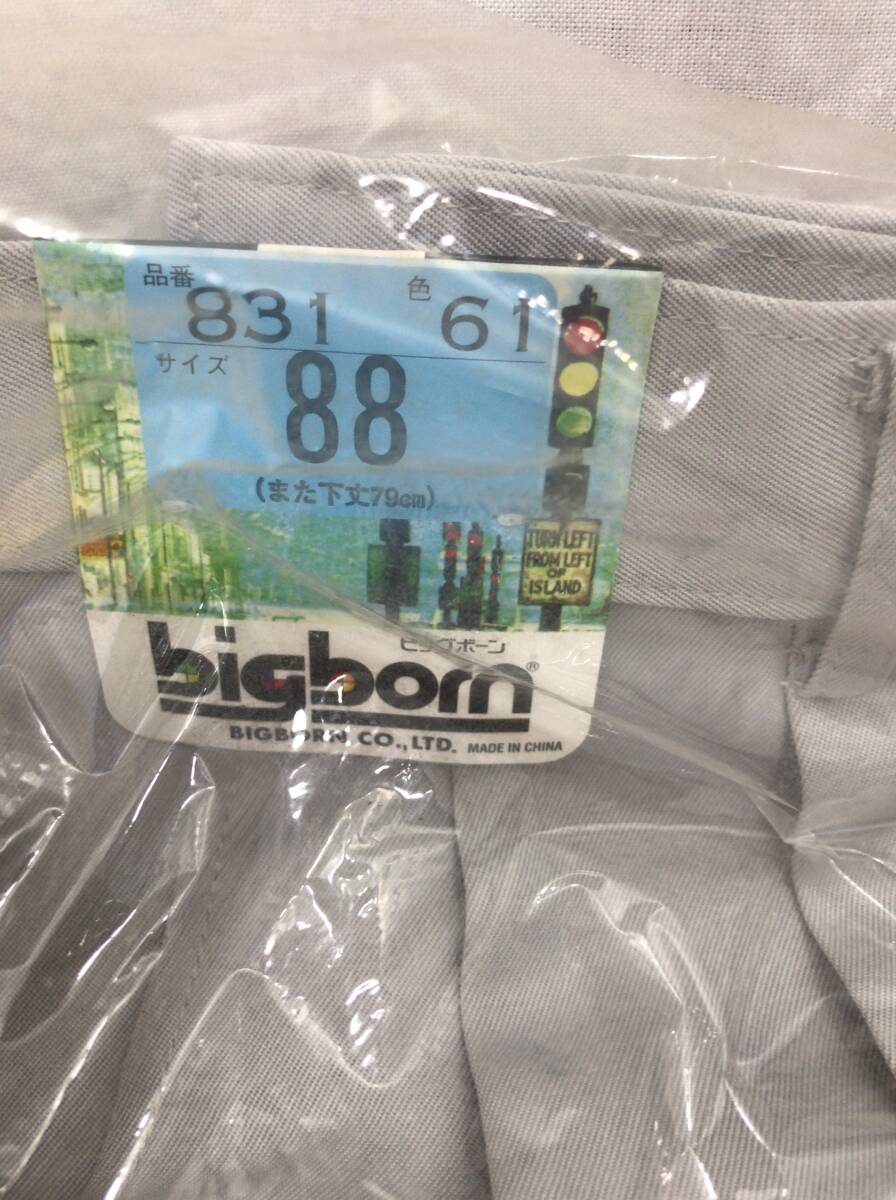 品番 831 色 61
サイズ 88
(また下丈79cm)
TURN LEFT
FROM LEFT
OF
ISLAND
ビッグボーン
bigborn®
BIGBORN CO.,LTD. MADE IN CHINA